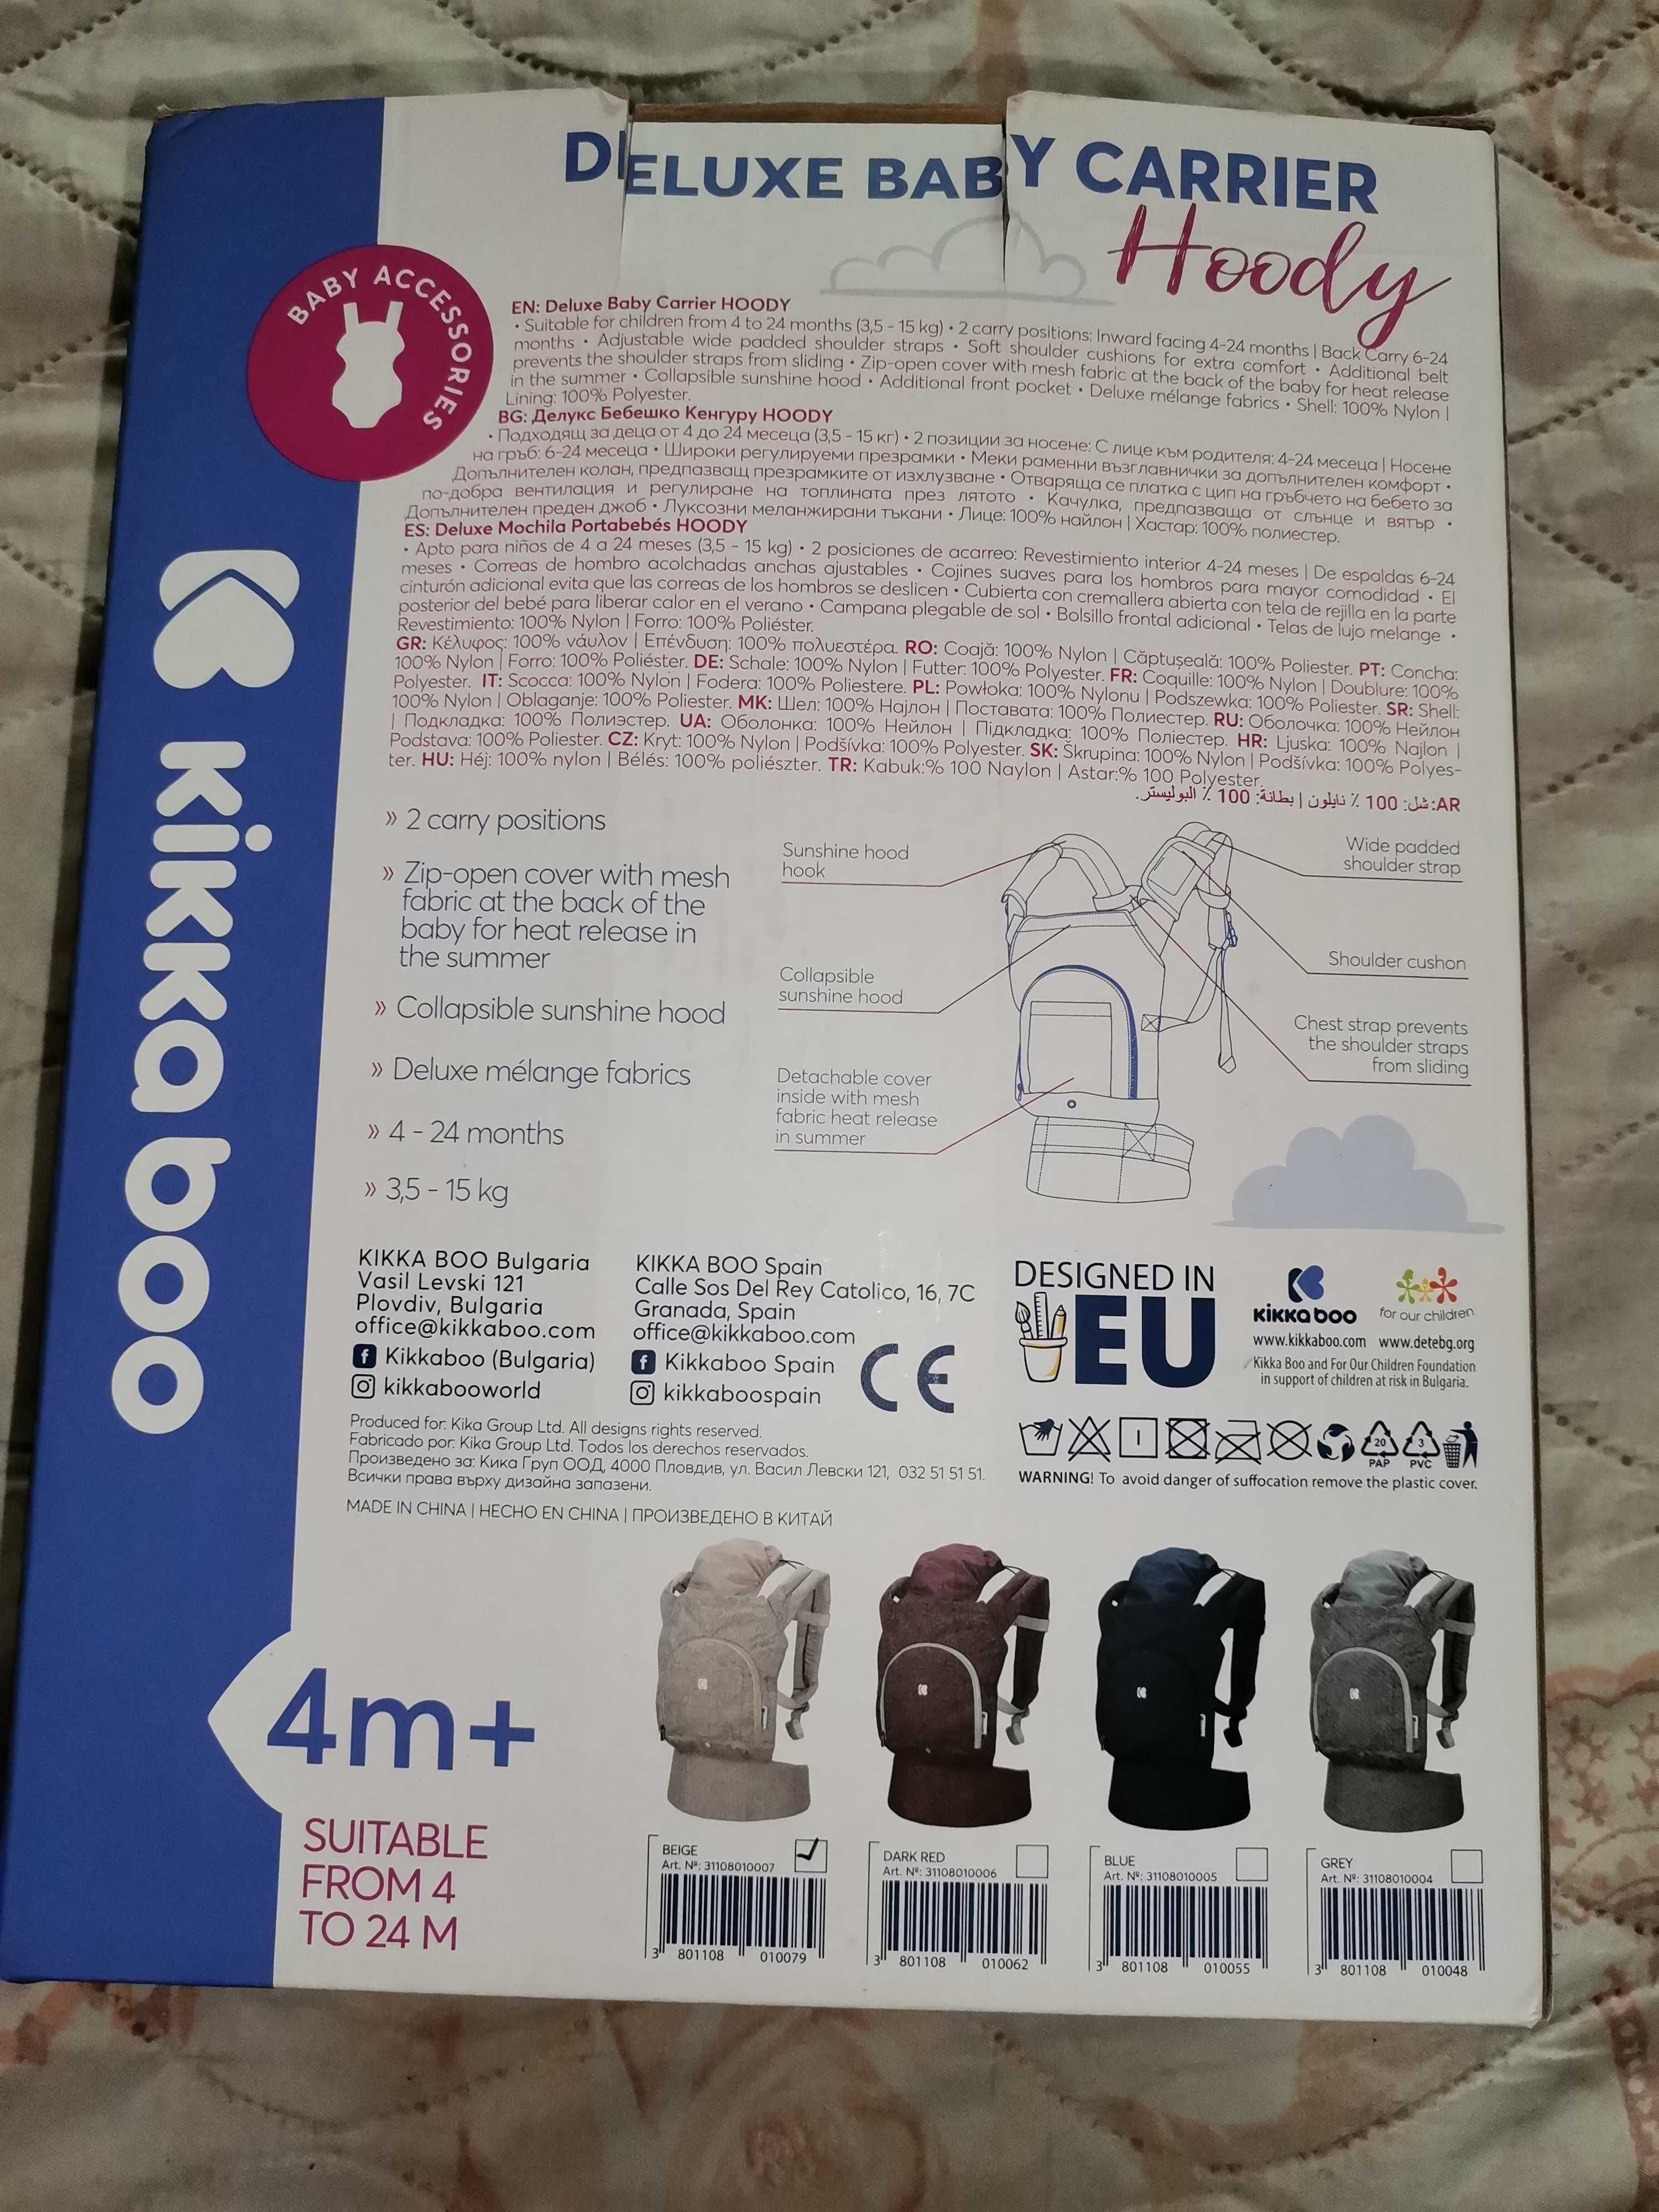 DELUXE BABY CARRIER
Hoody
BABY ACCESSORIES
EN: Deluxe Baby Carrier HOODY
• Suitable for children from 4 to 24 months (3,5 - 15 kg) • 2 carry positions: Inward facing 4-24 months | Back Carry 6-24
months • Adjustable wide padded shoulder straps • Soft shoulder cushions for extra comfort • Additional belt
prevents the shoulder straps from sliding • Zip-open cover with mesh fabric at the back of the baby for heat release
in the summer • Collapsible sunshine hood • Additional front pocket • Deluxe mélange fabrics • Shell: 100% Nylon |
Lining: 100% Polyester.
BG: Делукс Бебешко Кенгуру HOODY
• Подходящ за деца от 4 до 24 месеца (3,5 - 15 кг) • 2 позиции за носене: С лице към родителя: 4-24 месеца | Носене
на гръб: 6-24 месеца • Широки регулируеми презрамки • Меки раменни възглавнички за допълнителен комфорт •
Допълнителен колан, предпазващ презрамките от изхлузване • Отваряща се платка с цип на гръбчето на бебето за
по-добра вентилация и регулиране на топлината през лятото • Качулка, предпазваща от слънце и вятър •
Допълнителен преден джоб • Луксозни меланжирани тъкани • Лице: 100% найлон | Хастар: 100% полиестер.
ES: Deluxe Mochila Portabebés HOODY
• Apto para niños de 4 a 24 meses (3,5 - 15 kg) • 2 posiciones de acarreo: Revestimiento interior 4-24 meses | De espaldas 6-24
meses • Correas de hombro acolchadas anchas ajustables • Cojines suaves para los hombros para mayor comodidad • El
cinturón adicional evita que las correas de los hombros se deslicen • Cubierta con cremallera abierta con tela de rejilla en la parte
posterior del bebé para liberar calor en el verano • Campana plegable de sol • Bolsillo frontal adicional • Telas de lujo melange •
Revestimiento: 100% Nylon | Forro: 100% Poliéster.
GR: Κέλυφος: 100% νάυλον | Επένδυση: 100% πολυεστέρα. RO: Coajă: 100% Nylon | Căptușeală: 100% Poliester. PT: Concha:
100% Nylon | Forro: 100% Poliéster. DE: Schale: 100% Nylon | Futter: 100% Polyester. FR: Coquille: 100% Nylon | Doublure: 100%
Polyester. IT: Scocca: 100% Nylon | Fodera: 100% Poliestere. PL: Powłoka: 100% Nylonu | Podszewka: 100% Poliester. SR: Shell:
100% Nylon | Oblaganje: 100% Poliester. MK: Шел: 100% Најлон | Поставата: 100% Полиестер. RU: Оболочка: 100% Нейлон
| Подкладка: 100% Полиэстер. UA: Оболонка: 100% Нейлон | Підкладка: 100% Поліестер. HR: Ljuska: 100% Najlon |
Podstava: 100% Poliester. CZ: Kryt: 100% Nylon | Podšívka: 100% Polyester. SK: Škrupina: 100% Nylon | Podšívka: 100% Polyes-
ter. HU: Héj: 100% nylon | Bélés: 100% poliészter. TR: Kabuk:% 100 Naylon | Astar:% 100 Polyester.
AR: شل: 100 ٪ نايلون | بطانة: 100 ٪ البوليستر.
» 2 carry positions
» Zip-open cover with mesh
fabric at the back of the
baby for heat release in
the summer
» Collapsible sunshine hood
» Deluxe mélange fabrics
» 4 - 24 months
» 3,5 - 15 kg
Sunshine hood
hook
Collapsible
sunshine hood
Detachable cover
inside with mesh
fabric heat release
in summer
Wide padded
shoulder strap
Shoulder cushon
Chest strap prevents
the shoulder straps
from sliding
kikka boo
KIKKA BOO Bulgaria
Vasil Levski 121
Plovdiv, Bulgaria
office@kikkaboo.com
Kikkaboo (Bulgaria)
kikkabooworld
KIKKA BOO Spain
Calle Sos Del Rey Catolico, 16, 7C
Granada, Spain
office@kikkaboo.com
Kikkaboo Spain
kikkaboospain
CE
DESIGNED IN
EU
kikka boo
www.kikkaboo.com
for our children
www.detebg.org
Kikka Boo and For Our Children Foundation
in support of children at risk in Bulgaria.
20
PAP
3
PVC
WARNING! To avoid danger of suffocation remove the plastic cover.
Produced for: Kika Group Ltd. All designs rights reserved.
Fabricado por: Kika Group Ltd. Todos los derechos reservados.
Произведено за: Кика Груп ООД, 4000 Пловдив, ул. Васил Левски 121, 032 51 51 51.
Всички права върху дизайна запазени.
MADE IN CHINA | HECHO EN CHINA | ПРОИЗВЕДЕНО В КИТАЙ
4m+
SUITABLE
FROM 4
TO 24 M
BEIGE
Art. Nº: 31108010007
3 801108 010079
DARK RED
Art. Nº: 31108010006
3 801108 010062
BLUE
Art. Nº: 31108010005
3 801108 010055
GREY
Art. Nº: 31108010004
3 801108 010048